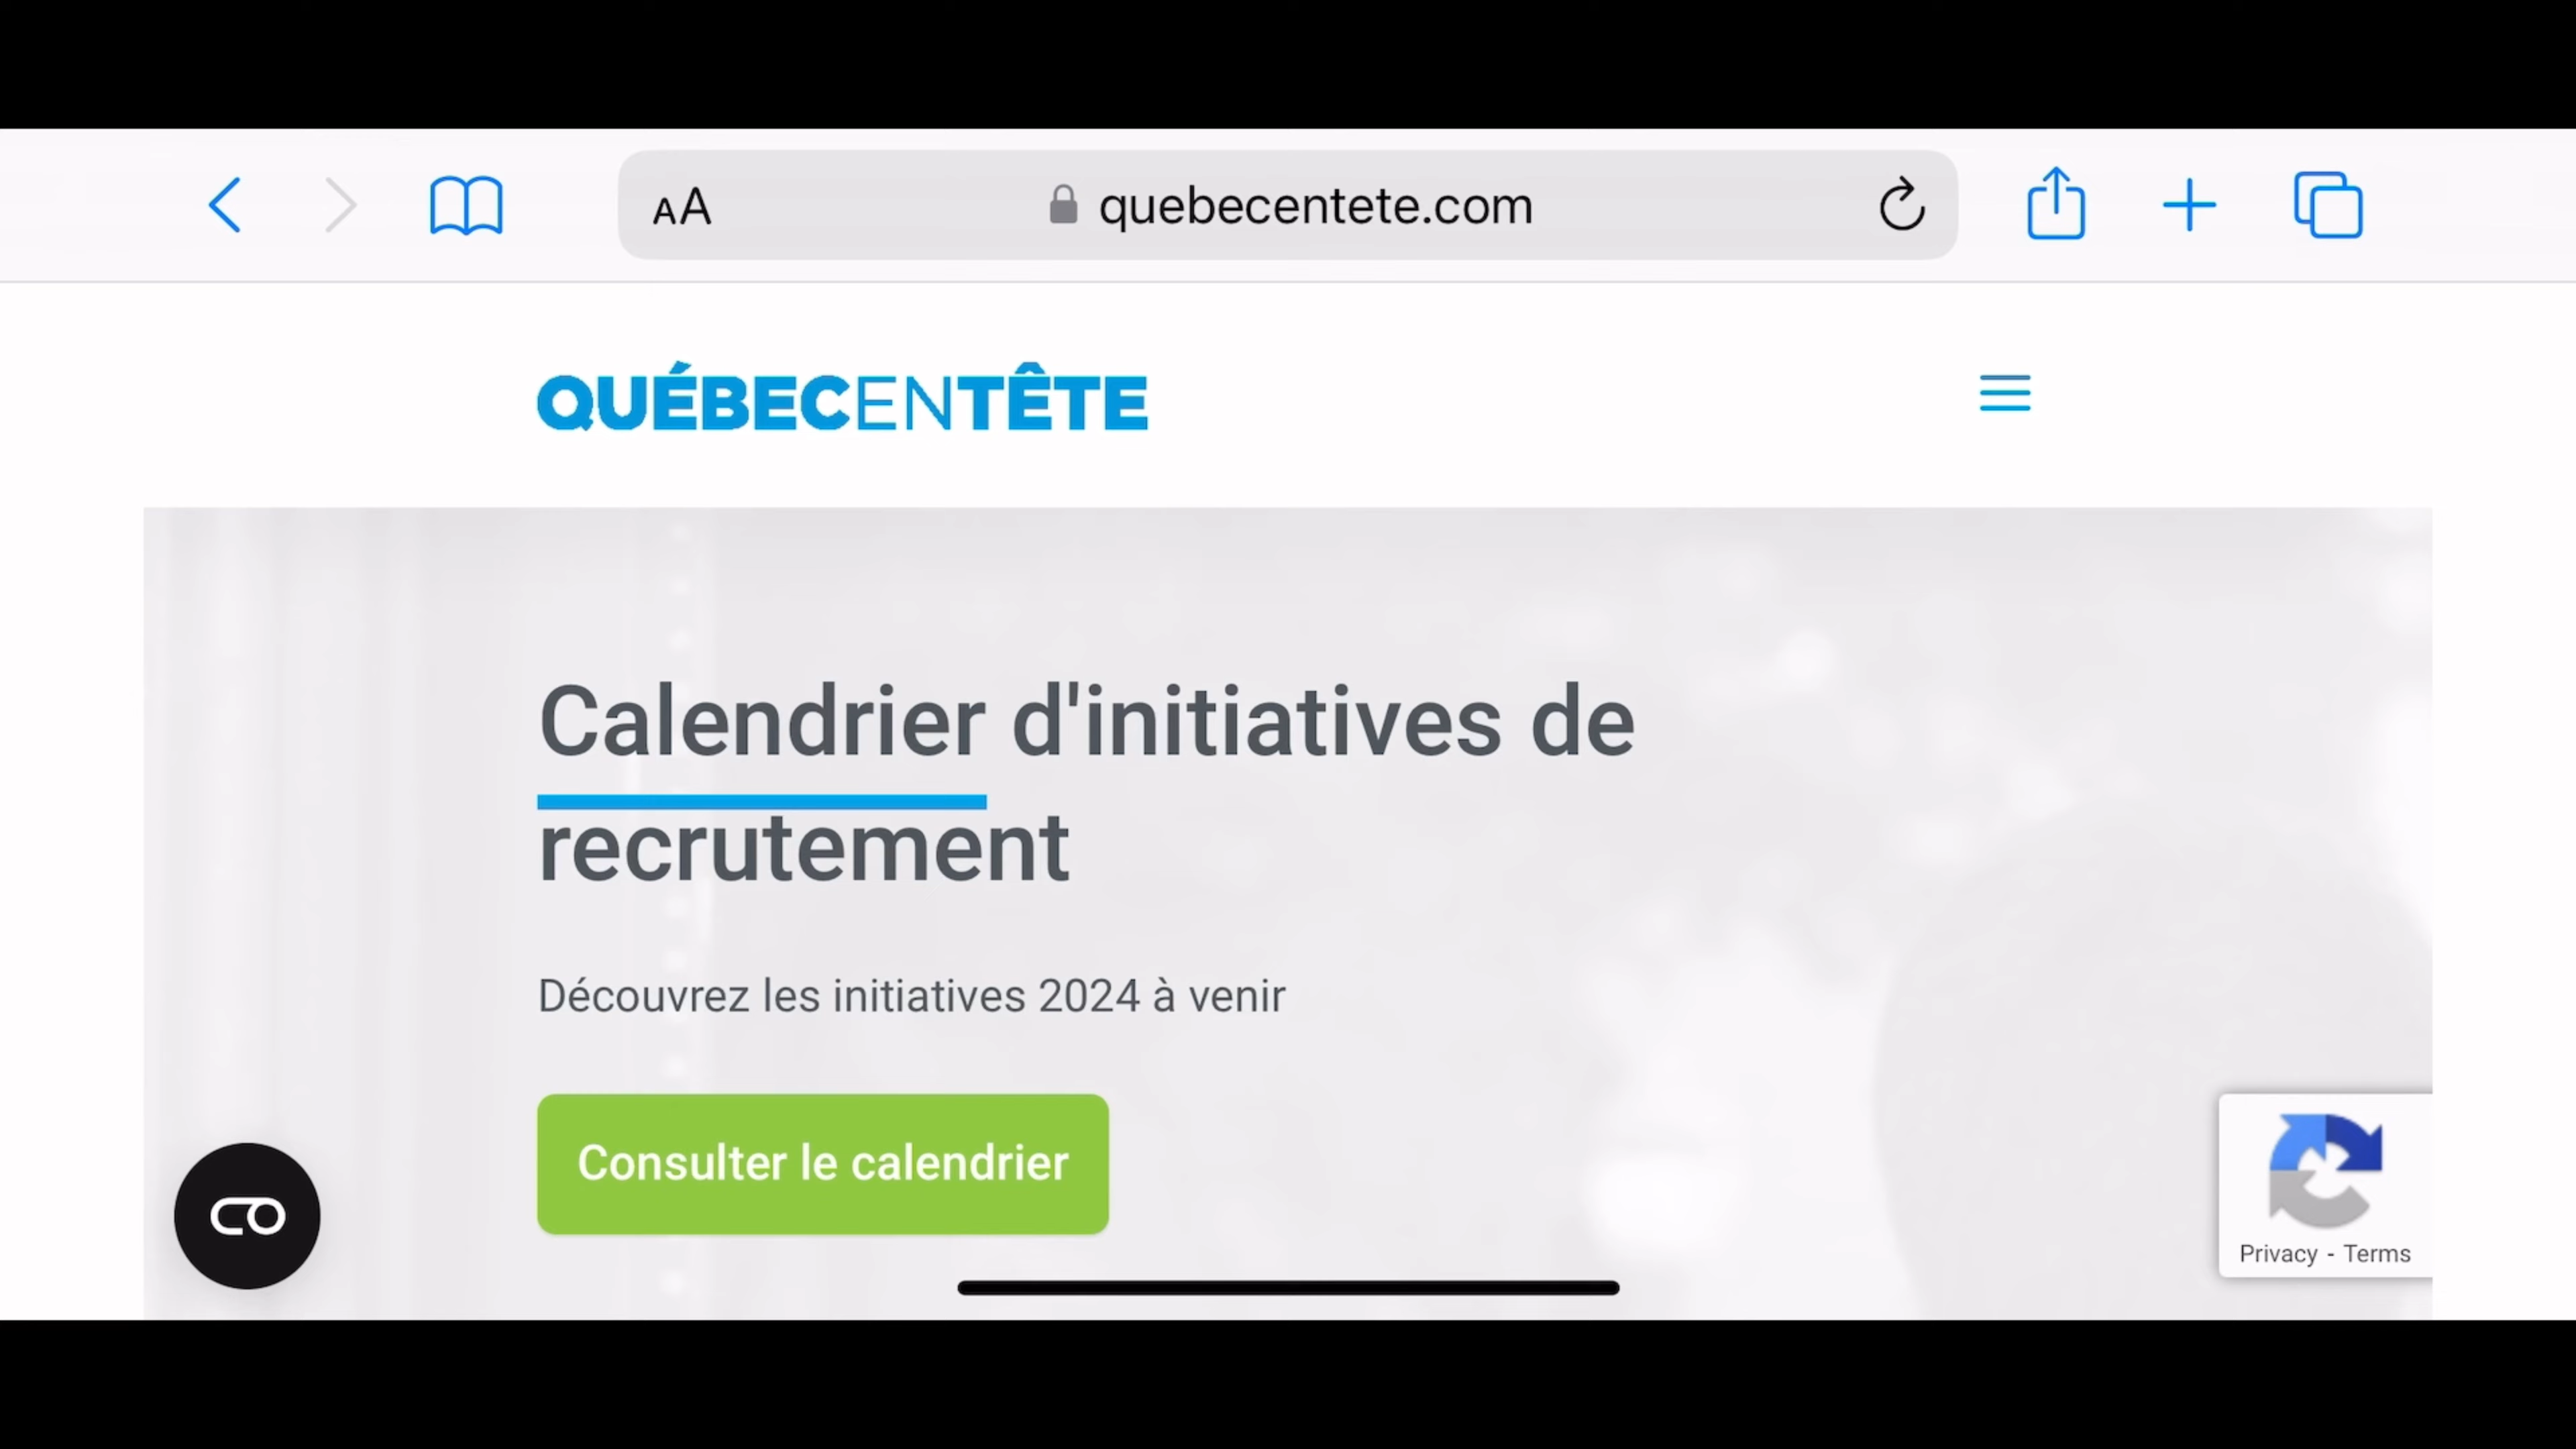 AA quebecentete.com
QUÉBECENTÊTE
Calendrier d'initiatives de
recrutement
Découvrez les initiatives 2024 à venir
Consulter le calendrier
Privacy - Terms